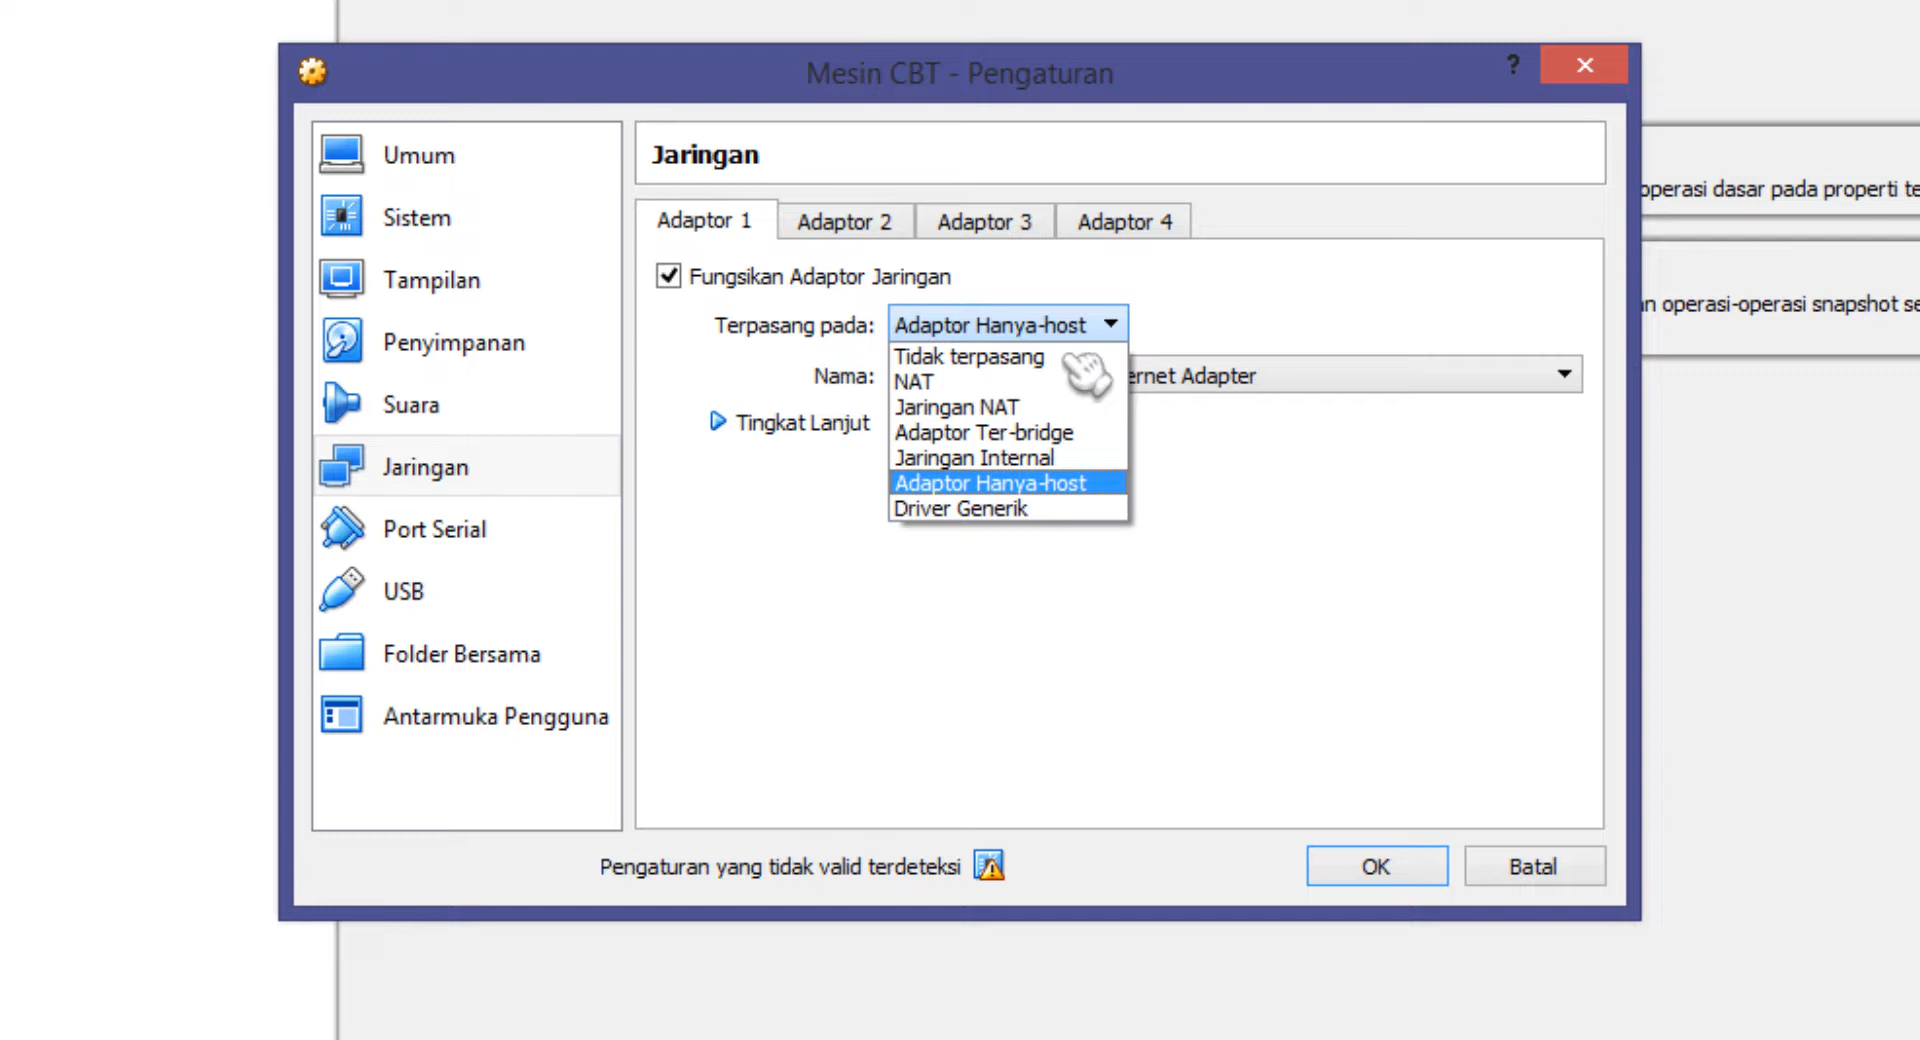 Mesin CBT - Pengaturan
?
Umum
Sistem
Tampilan
Penyimpanan
Suara
Jaringan
Port Serial
USB
Folder Bersama
Antarmuka Pengguna
Jaringan
Adaptor 1
Adaptor 2
Adaptor 3
Adaptor 4
Fungsikan Adaptor Jaringan
Terpasang pada: Adaptor Hanya-host
Tidak terpasang
NAT
Jaringan NAT
Adaptor Ter-bridge
Jaringan Internal
Adaptor Hanya-host
Driver Generik
Nama:
Adapter
Tingkat Lanjut
Pengaturan yang tidak valid terdeteksi
OK
Batal
operasi dasar pada properti
operasi-operasi snapshot